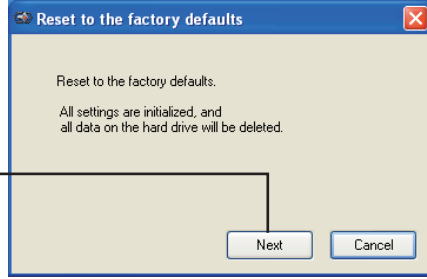 Reset to the factory defaults
Reset to the factory defaults.
All settings are initialized, and
all data on the hard drive will be deleted.
Next
Cancel